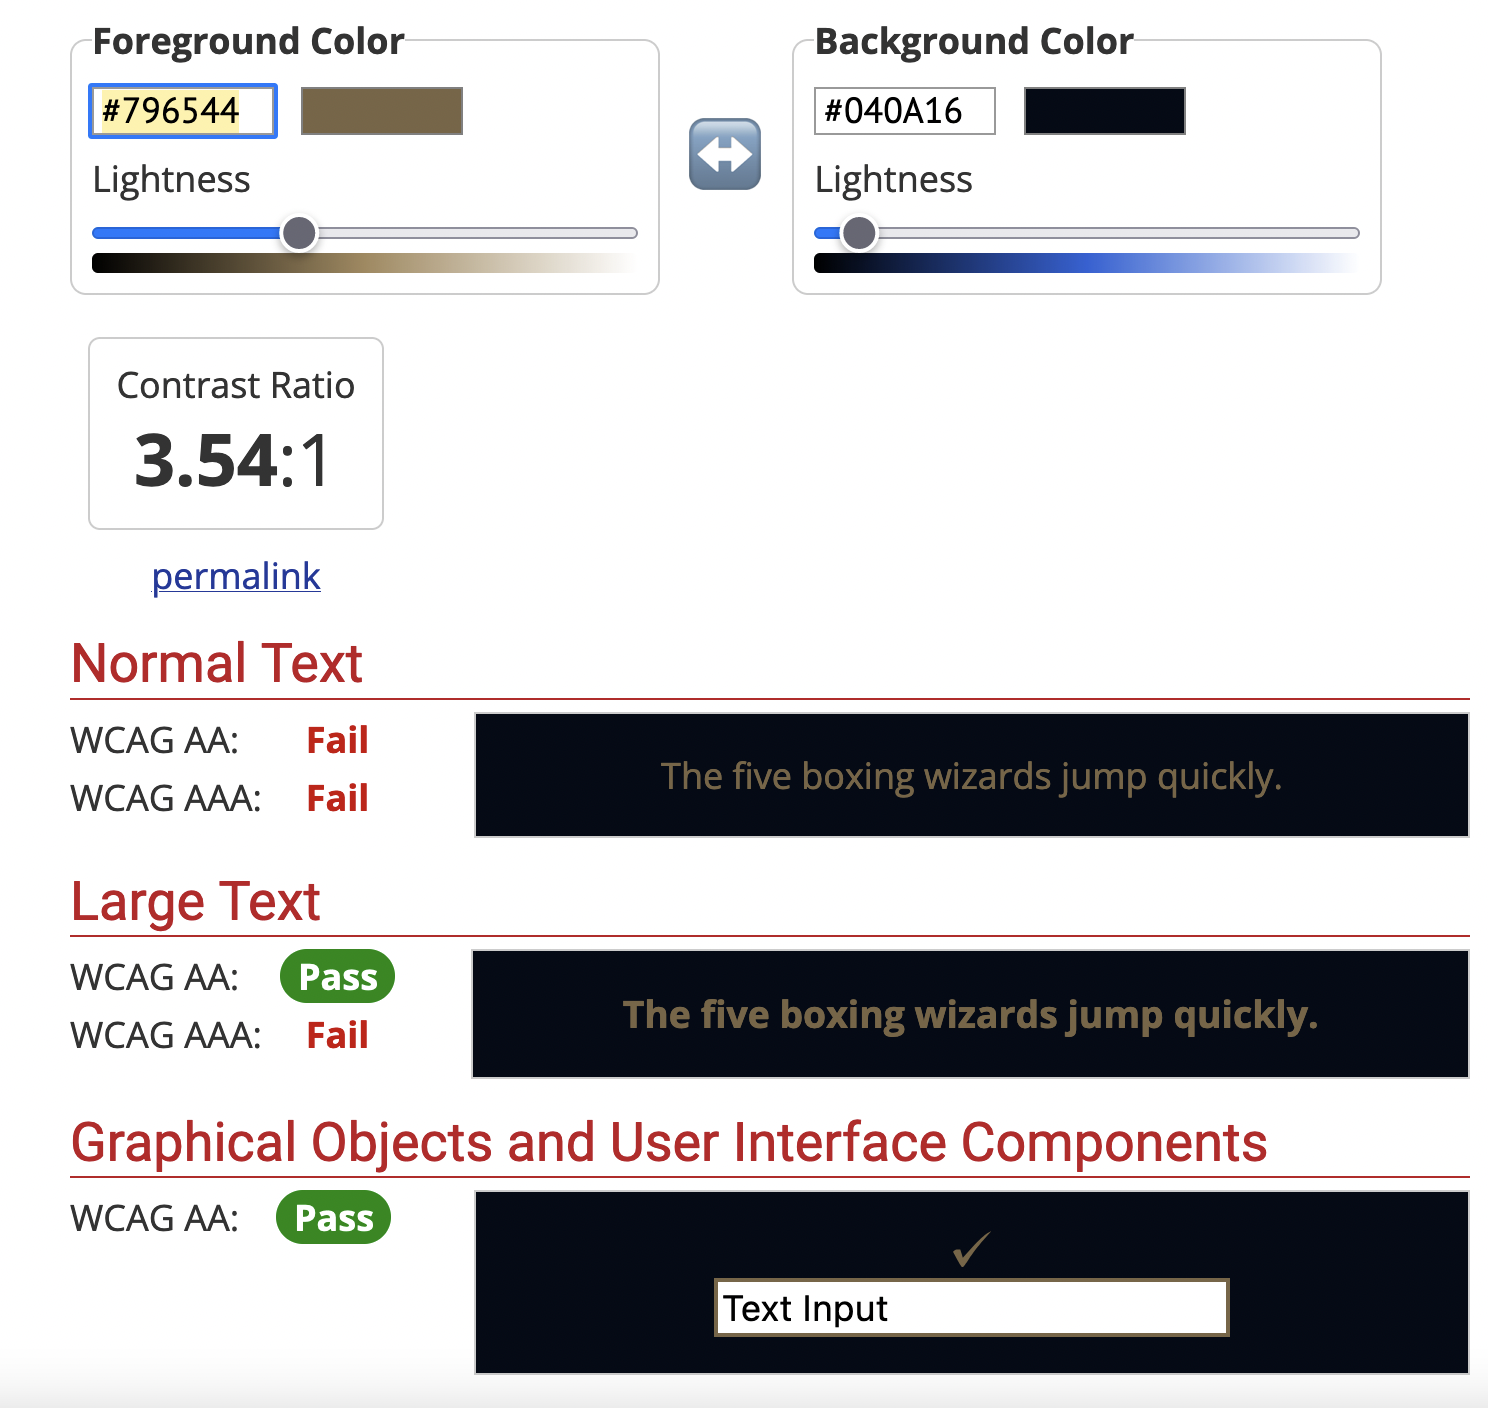 Foreground Color
#796544
Lightness
Background Color
#040A16
Lightness
Contrast Ratio
3.54:1
permalink
Normal Text
WCAG AA: Fail
WCAG AAA: Fail
The five boxing wizards jump quickly.
Large Text
WCAG AA: Pass
WCAG AAA: Fail
The five boxing wizards jump quickly.
Graphical Objects and User Interface Components
WCAG AA: Pass
Text Input